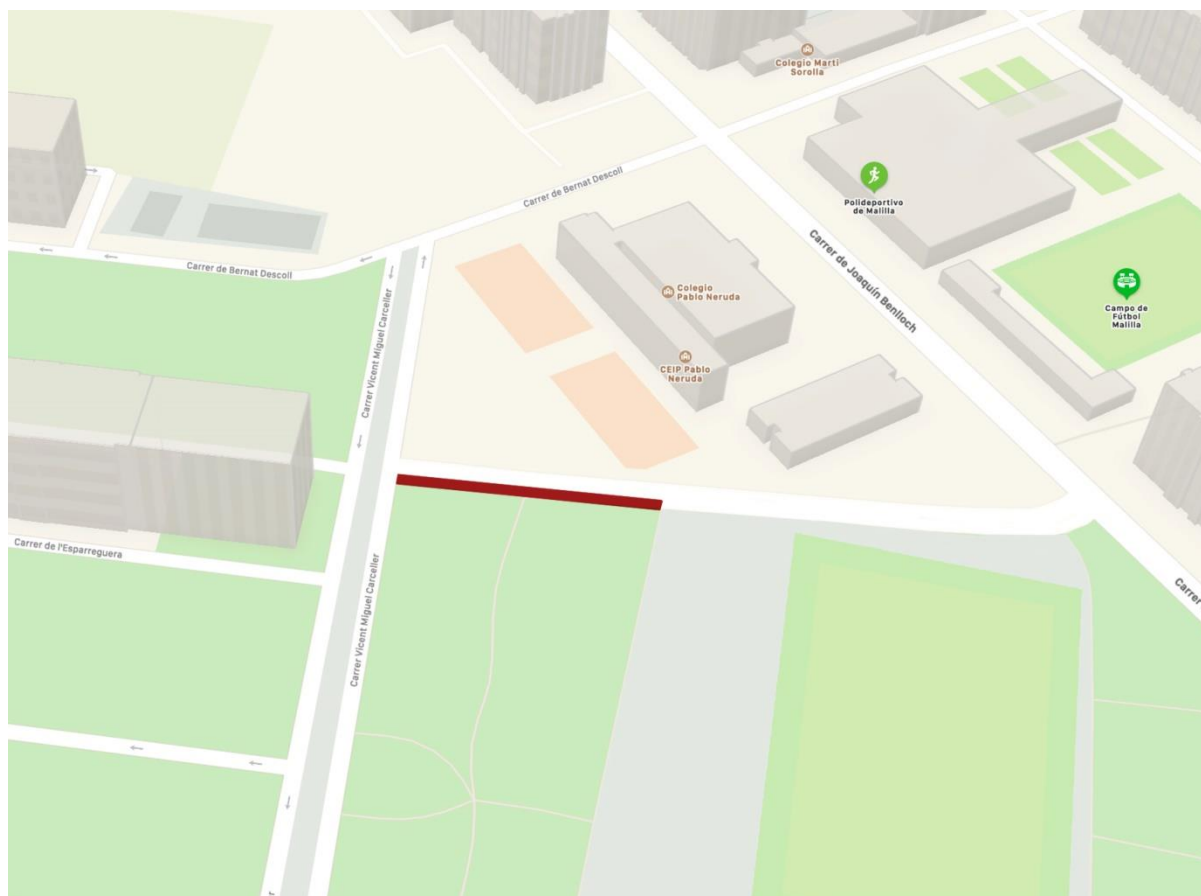 Colegio Martí
Sorolla
Polideportivo
de Malilla
Carrer de Bernat Descoll
Carrer de Joaquín Benlloch
Carrer de Bernat Descoll
Colegio
Pablo Neruda
Campo de
Fútbol
Malilla
Carrer Vicent Miguel Carceller
CEIP Pablo
Neruda
Carrer de l'Esparreguera
Carrer
Carrer Vicent Miguel Carceller